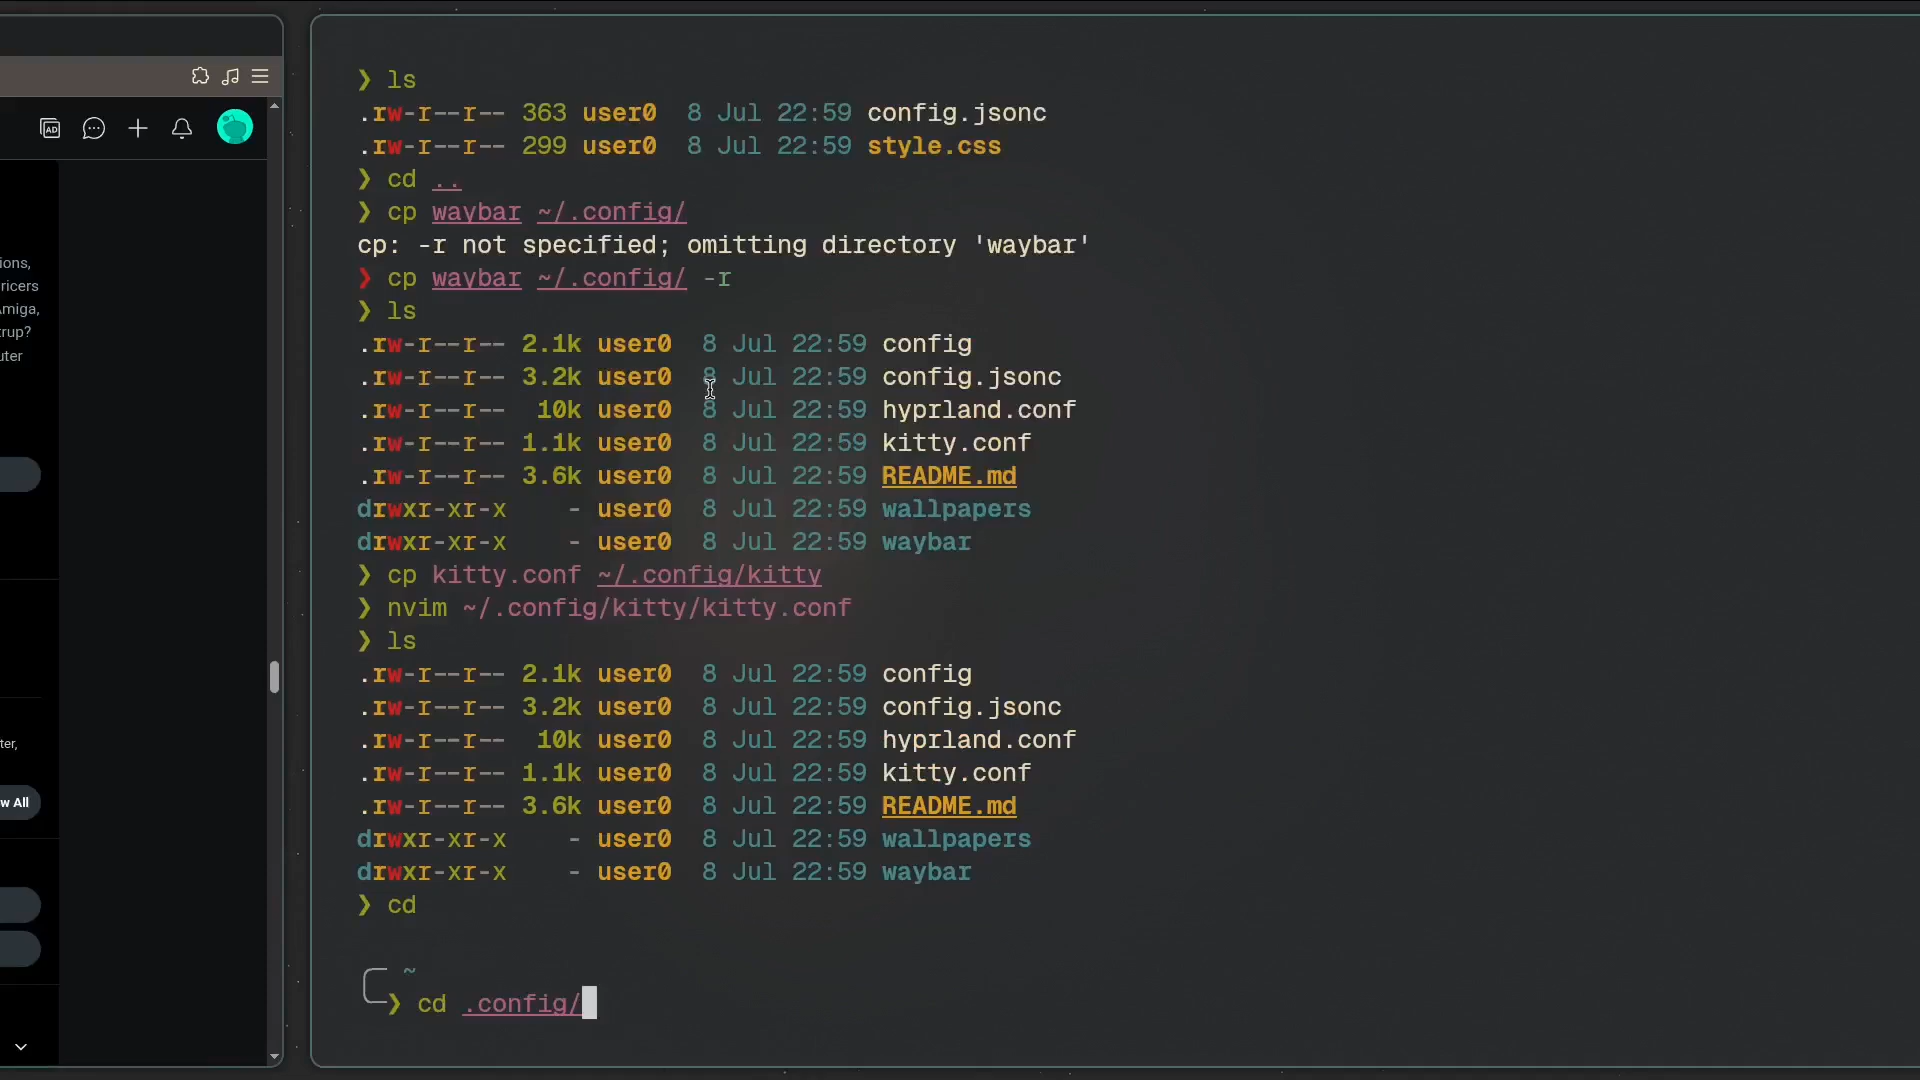 AD
ions,
ricers
Amiga,
trup?
uter
ter,
w All
❯ ls
.rw-r--r-- 363 user0  8 Jul 22:59 config.jsonc
.rw-r--r-- 299 user0  8 Jul 22:59 style.css
❯ cd ..
❯ cp waybar ~/.config/
cp: -r not specified; omitting directory 'waybar'
❯ cp waybar ~/.config/ -r
❯ ls
.rw-r--r-- 2.1k user0  8 Jul 22:59 config
.rw-r--r-- 3.2k user0  8 Jul 22:59 config.jsonc
.rw-r--r--  10k user0  8 Jul 22:59 hyprland.conf
.rw-r--r-- 1.1k user0  8 Jul 22:59 kitty.conf
.rw-r--r-- 3.6k user0  8 Jul 22:59 README.md
drwxr-xr-x    - user0  8 Jul 22:59 wallpapers
drwxr-xr-x    - user0  8 Jul 22:59 waybar
❯ cp kitty.conf ~/.config/kitty
❯ nvim ~/.config/kitty/kitty.conf
❯ ls
.rw-r--r-- 2.1k user0  8 Jul 22:59 config
.rw-r--r-- 3.2k user0  8 Jul 22:59 config.jsonc
.rw-r--r--  10k user0  8 Jul 22:59 hyprland.conf
.rw-r--r-- 1.1k user0  8 Jul 22:59 kitty.conf
.rw-r--r-- 3.6k user0  8 Jul 22:59 README.md
drwxr-xr-x    - user0  8 Jul 22:59 wallpapers
drwxr-xr-x    - user0  8 Jul 22:59 waybar
❯ cd
~
❯ cd .config/